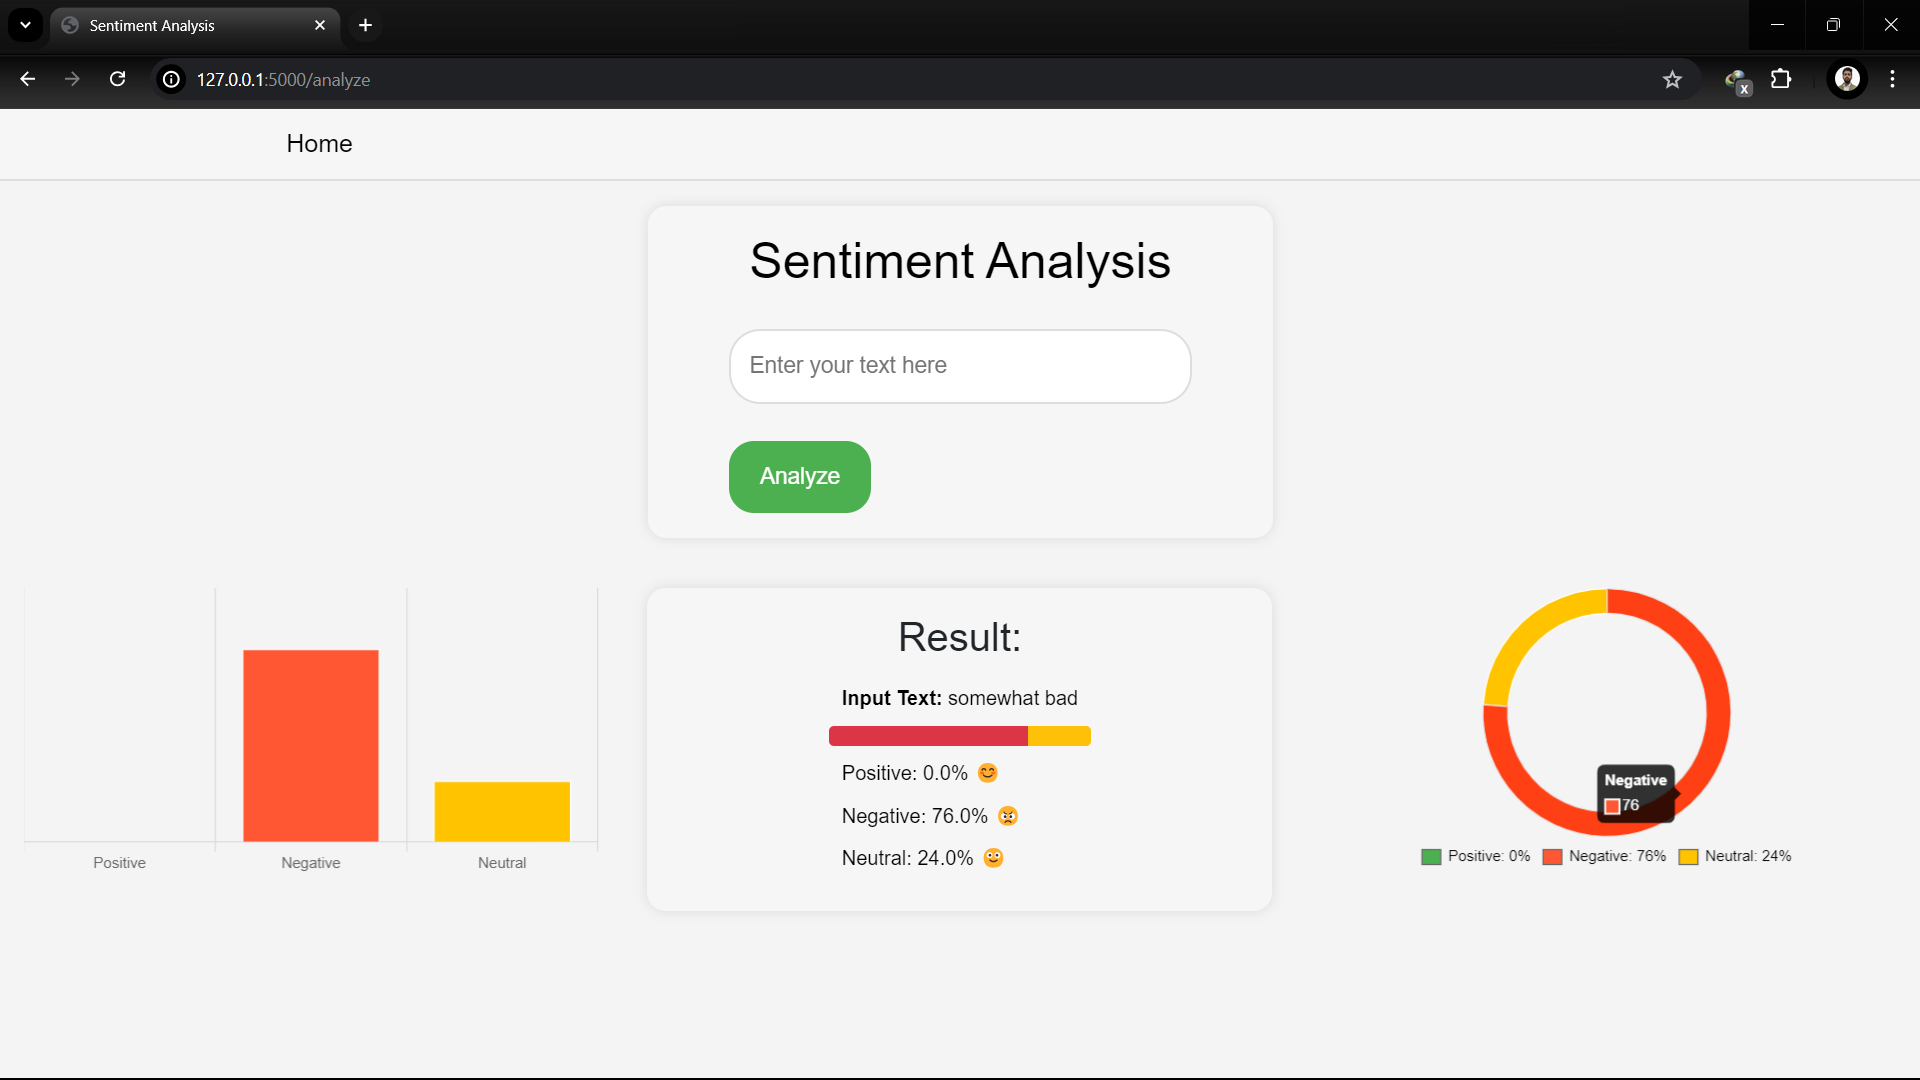 Sentiment Analysis
127.0.0.1:5000/analyze
x
Home
Sentiment Analysis
Enter your text here
Analyze
Result:
Input Text: somewhat bad
Positive: 0.0% 😊
Negative: 76.0% 😡
Neutral: 24.0% 🙂
Positive Negative Neutral
Negative
76
Positive: 0% Negative: 76% Neutral: 24%